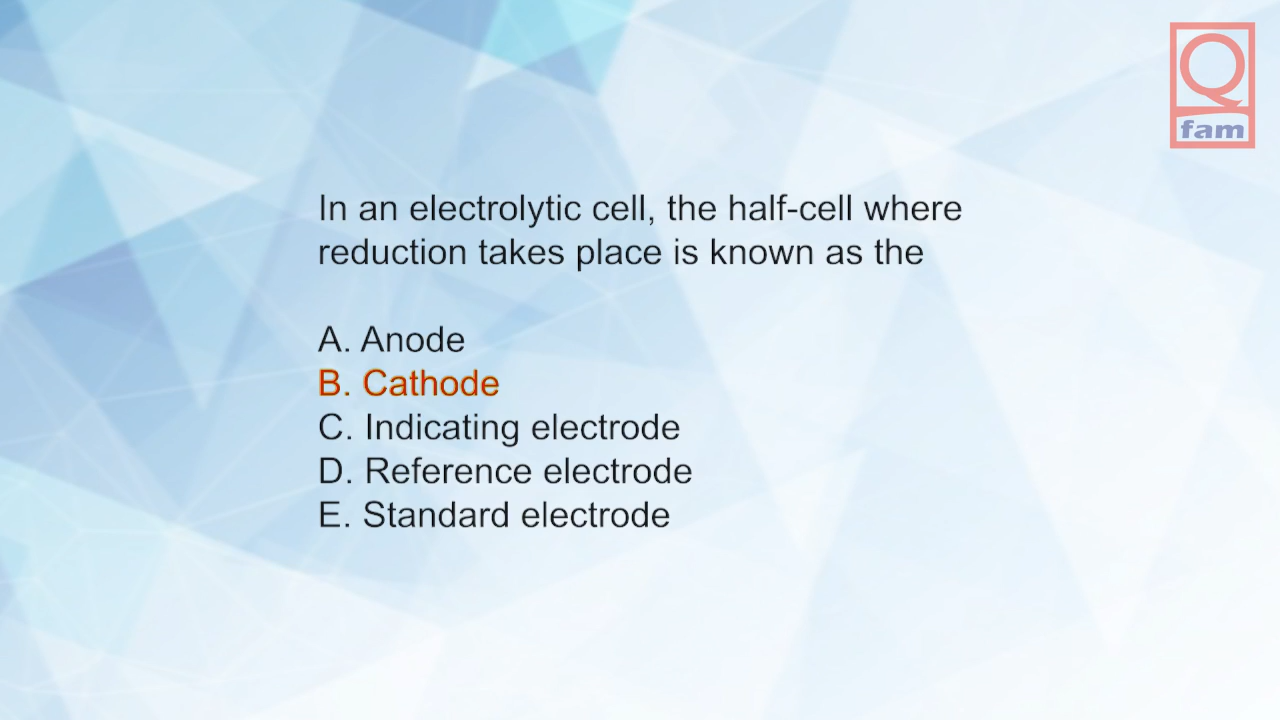 Q
fam
In an electrolytic cell, the half-cell where
reduction takes place is known as the
A. Anode
B. Cathode
C. Indicating electrode
D. Reference electrode
E. Standard electrode